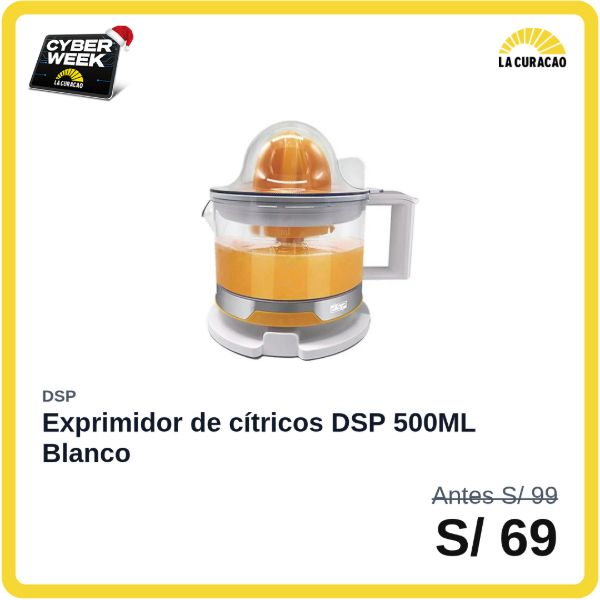 CYBER
WEEK
LA CURACAO
LA CURACAO
DSP
DSP
Exprimidor de cítricos DSP 500ML
Blanco
Antes S/ 99
S/ 69